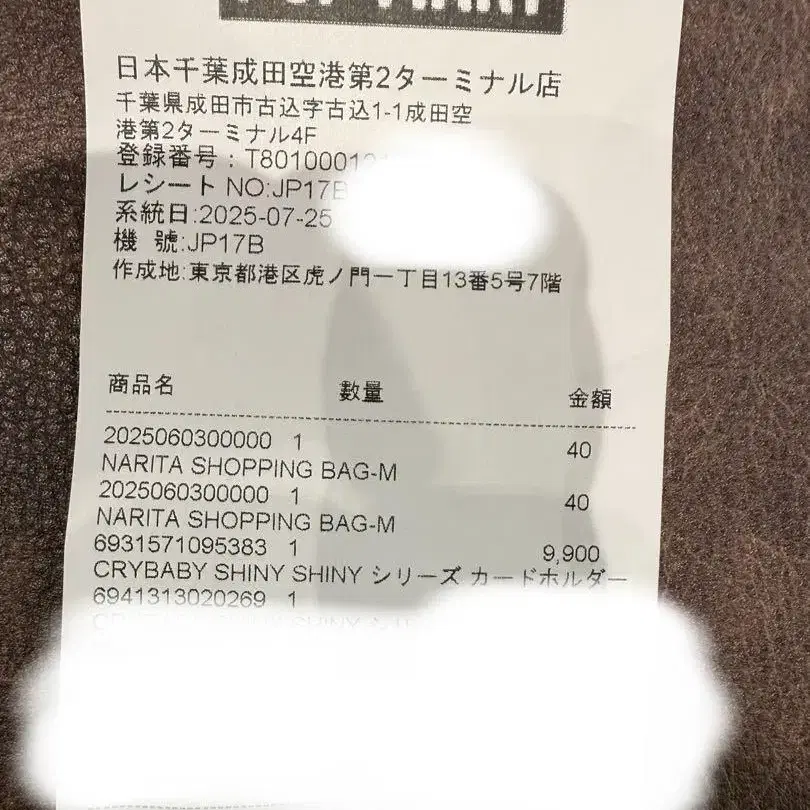 日本千葉成田空港第2ターミナル店
千葉県成田市古込字古込1-1成田空
港第2ターミナル4F
登録番号：T8010001
レシート NO:JP17B
系統日:2025-07-25
機 號:JP17B
作成地:東京都港区虎ノ門一丁目13番5号7階
商品名 數量 金額
2025060300000 1 40
NARITA SHOPPING BAG-M
2025060300000 1 40
NARITA SHOPPING BAG-M
6931571095383 1 9,900
CRYBABY SHINY SHINY シリーズ カードホルダー
6941313020269 1